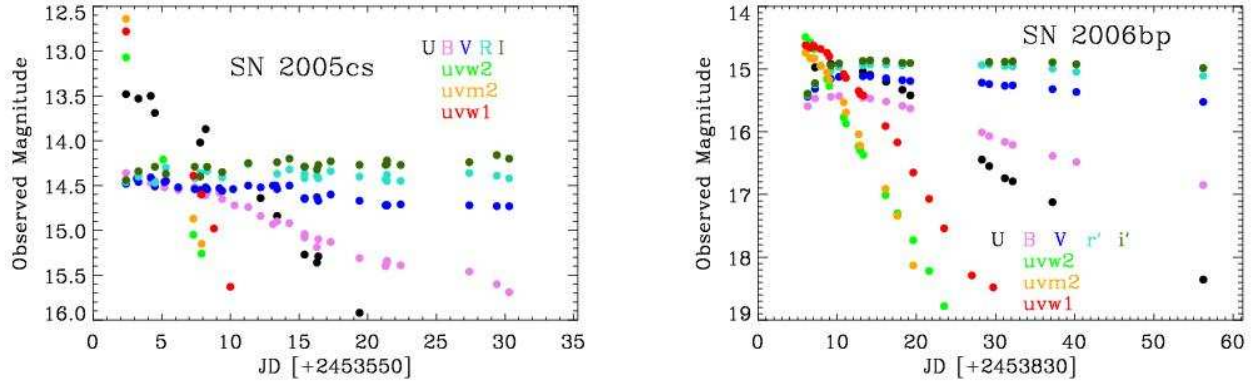 12.5
13.0
13.5
14.0
14.5
15.0
15.5
16.0
Observed Magnitude
SN 2005cs
U B V R I
uvw2
uvm2
uvw1
0 5 10 15 20 25 30 35
JD [+2453550]
14
15
16
17
18
19
Observed Magnitude
SN 2006bp
U B V r' i'
uvw2
uvm2
uvw1
0 10 20 30 40 50 60
JD [+2453830]